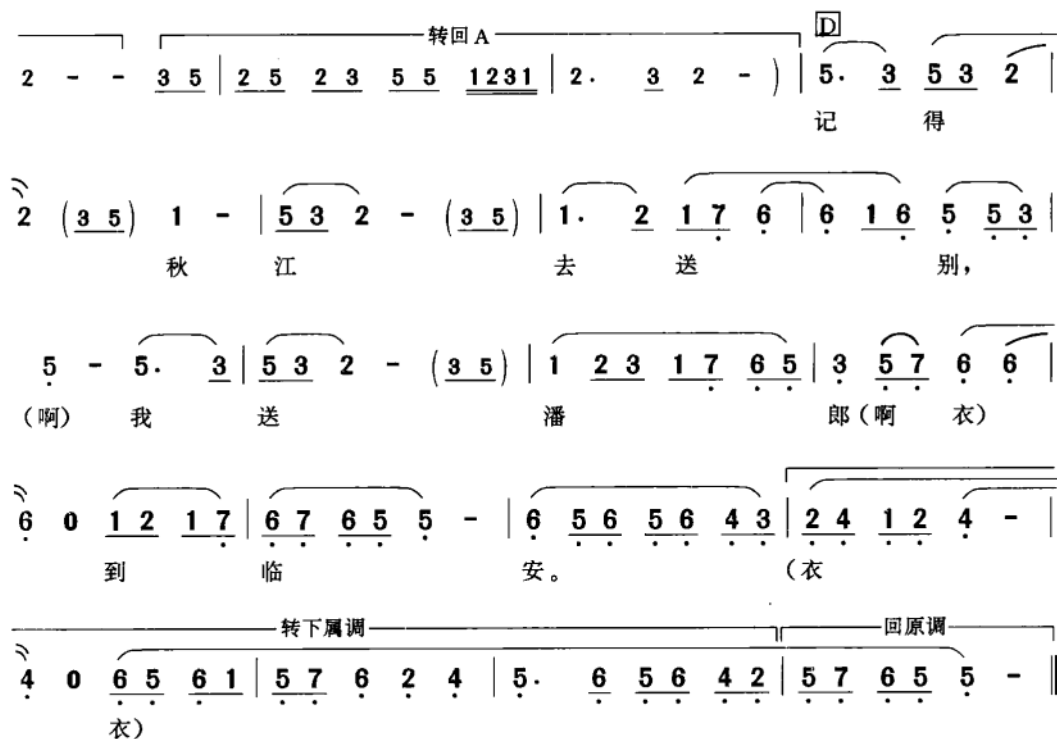 转回 A D
2 - - 3 5 | 2 5 2 3 5 5 1 2 3 1 | 2. 3 2 - ) | 5. 3 5 3 2 |
记 得
2 (3 5) 1 - | 5 3 2 - (3 5) | 1. 2 1 7 6 | 6 1 6 5 5 3 |
秋 江 去 送 别，
5 - 5. 3 | 5 3 2 - (3 5) | 1 2 3 1 7 6 5 | 3 5 7 6 6 |
（啊） 我 送 潘 郎（啊 衣）
6 0 1 2 1 7 | 6 7 6 5 5 - | 6 5 6 5 6 4 3 | 2 4 1 2 4 - |
到 临 安。 （衣
转下属调 回原调
4 0 6 5 6 1 | 5 7 6 2 4 | 5. 6 5 6 4 2 | 5 7 6 5 5 - ‖
衣）